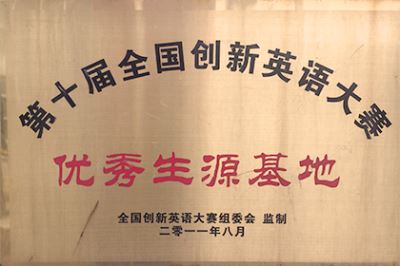 第十届全国创新英语大赛
优秀生源基地
全国创新英语大赛组委会 监制
二零一一年八月